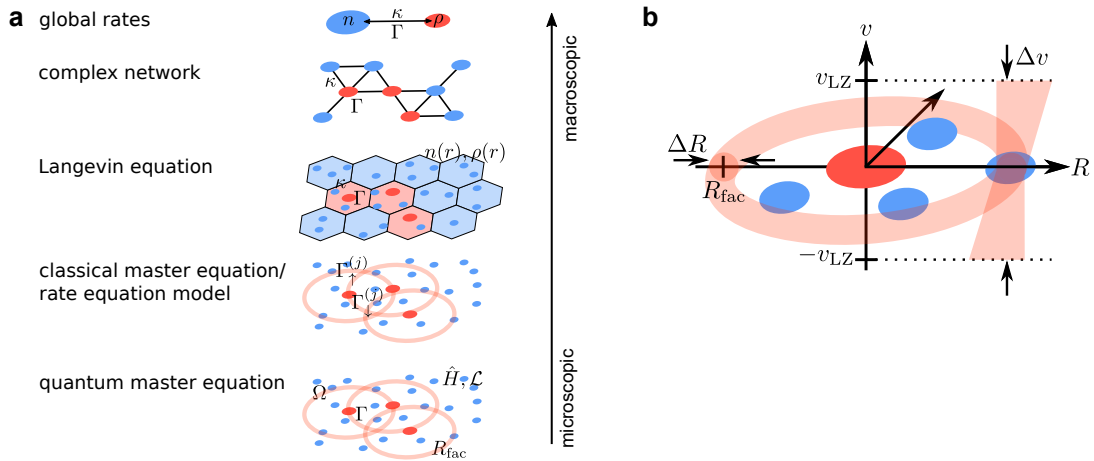 a
global rates
n κ ρ
Γ
complex network
κ
Γ
Langevin equation
n(r), ρ(r)
κ
Γ
classical master equation/
rate equation model
Γ↑^(j)
Γ↓^(j)
quantum master equation
Ĥ, ℒ
Ω
Γ
R_fac
macroscopic
microscopic
b
v
v_LZ
Δv
ΔR
R_fac
R
−v_LZ